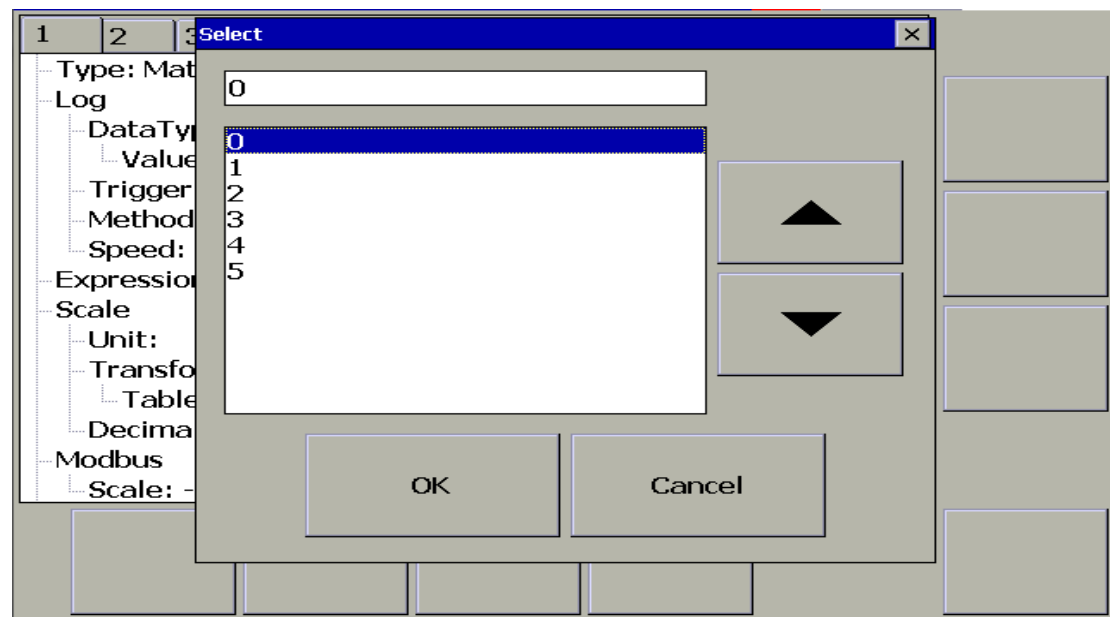 1 2 3
Select
Type: Mat
Log
DataTy
Value
Trigger
Method
Speed:
Expression
Scale
Unit:
Transfo
Table
Decima
Modbus
Scale: -
0
0
1
2
3
4
5
OK Cancel